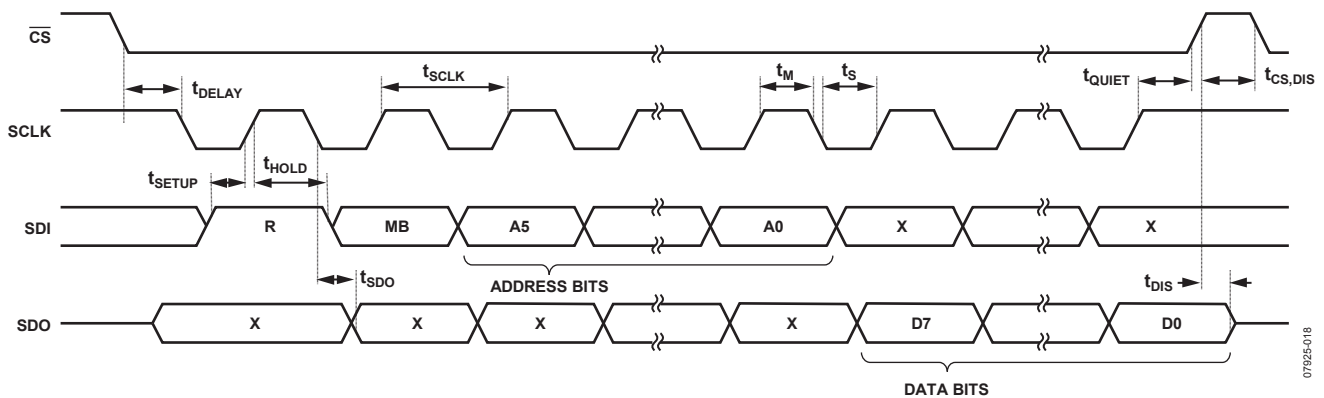 CS
tDELAY
tSCLK
tM
tS
tQUIET
tCS,DIS
SCLK
tSETUP
tHOLD
SDI
R
MB
A5
A0
X
X
tSDO
ADDRESS BITS
tDIS
SDO
X
X
X
X
D7
D0
DATA BITS
07925-018